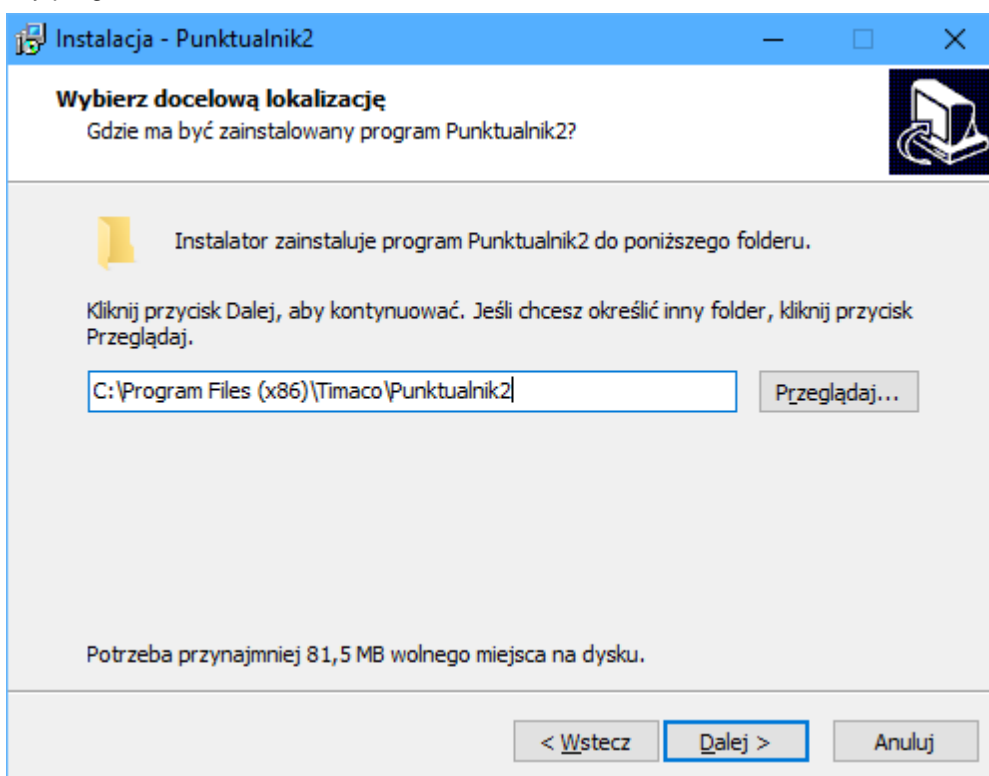 Instalacja - Punktualnik2
Wybierz docelową lokalizację
Gdzie ma być zainstalowany program Punktualnik2?
Instalator zainstaluje program Punktualnik2 do poniższego folderu.
Kliknij przycisk Dalej, aby kontynuować. Jeśli chcesz określić inny folder, kliknij przycisk
Przeglądaj.
C:\Program Files (x86)\Timaco\Punktualnik2
Przeglądaj...
Potrzeba przynajmniej 81,5 MB wolnego miejsca na dysku.
< Wstecz
Dalej >
Anuluj